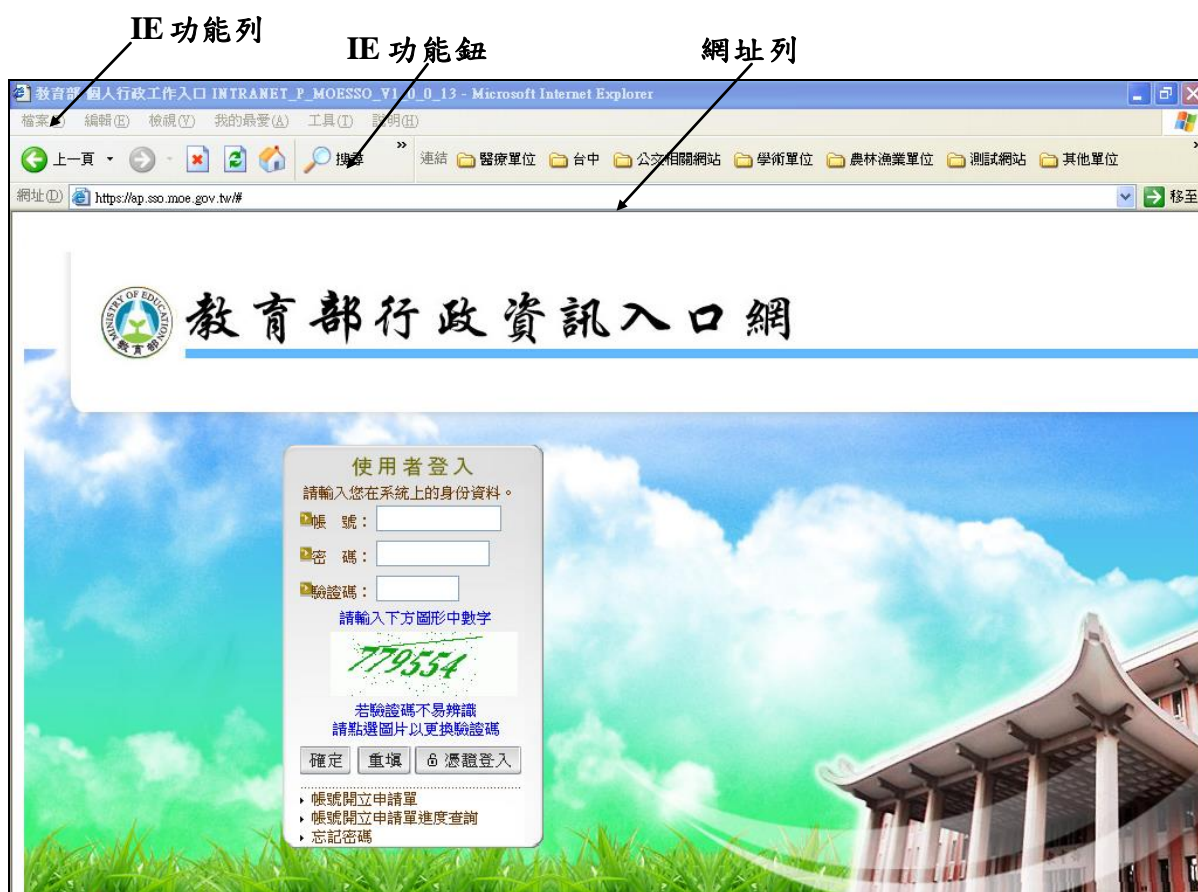 IE 功能列
IE 功能鈕
網址列
教育部 個人行政工作入口 INTRANET_P_MOESSO_V1_0_0_13 - Microsoft Internet Explorer
檔案 編輯(E) 檢視(V) 我的最愛(A) 工具(T) 說明(H)
上一頁 搜尋 » 連結 醫療單位 台中 公文相關網站 學術單位 農林漁業單位 測試網站 其他單位 »
網址(D) https://ap.sso.moe.gov.tw/# 移至
MINISTRY OF EDUCATION
教育部
教育部行政資訊入口網
使用者登入
請輸入您在系統上的身份資料。
帳 號：
密 碼：
驗證碼：
請輸入下方圖形中數字
779554
若驗證碼不易辨識
請點選圖片以更換驗證碼
確定 重填 憑證登入
帳號開立申請單
帳號開立申請單進度查詢
忘記密碼